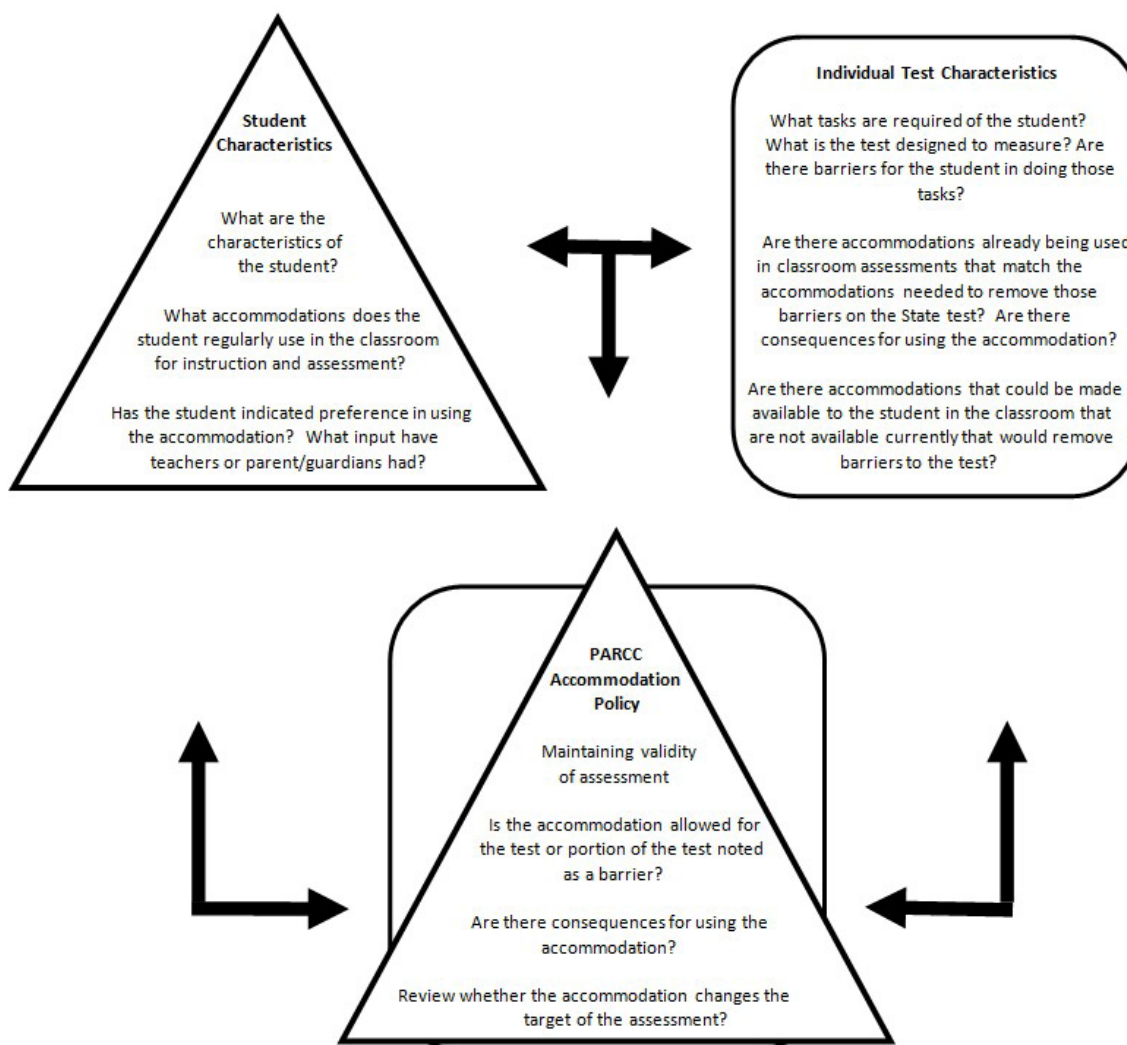 Student
Characteristics
What are the
characteristics of
the student?
What accommodations does the
student regularly use in the classroom
for instruction and assessment?
Has the student indicated preference in using
the accommodation? What input have
teachers or parent/guardians had?
Individual Test Characteristics
What tasks are required of the student?
What is the test designed to measure? Are
there barriers for the student in doing those
tasks?
Are there accommodations already being used
in classroom assessments that match the
accommodations needed to remove those
barriers on the State test? Are there
consequences for using the accommodation?
Are there accommodations that could be made
available to the student in the classroom that
are not available currently that would remove
barriers to the test?
PARCC
Accommodation
Policy
Maintaining validity
of assessment
Is the accommodation allowed for
the test or portion of the test noted
as a barrier?
Are there consequences for using the
accommodation?
Review whether the accommodation changes the
target of the assessment?